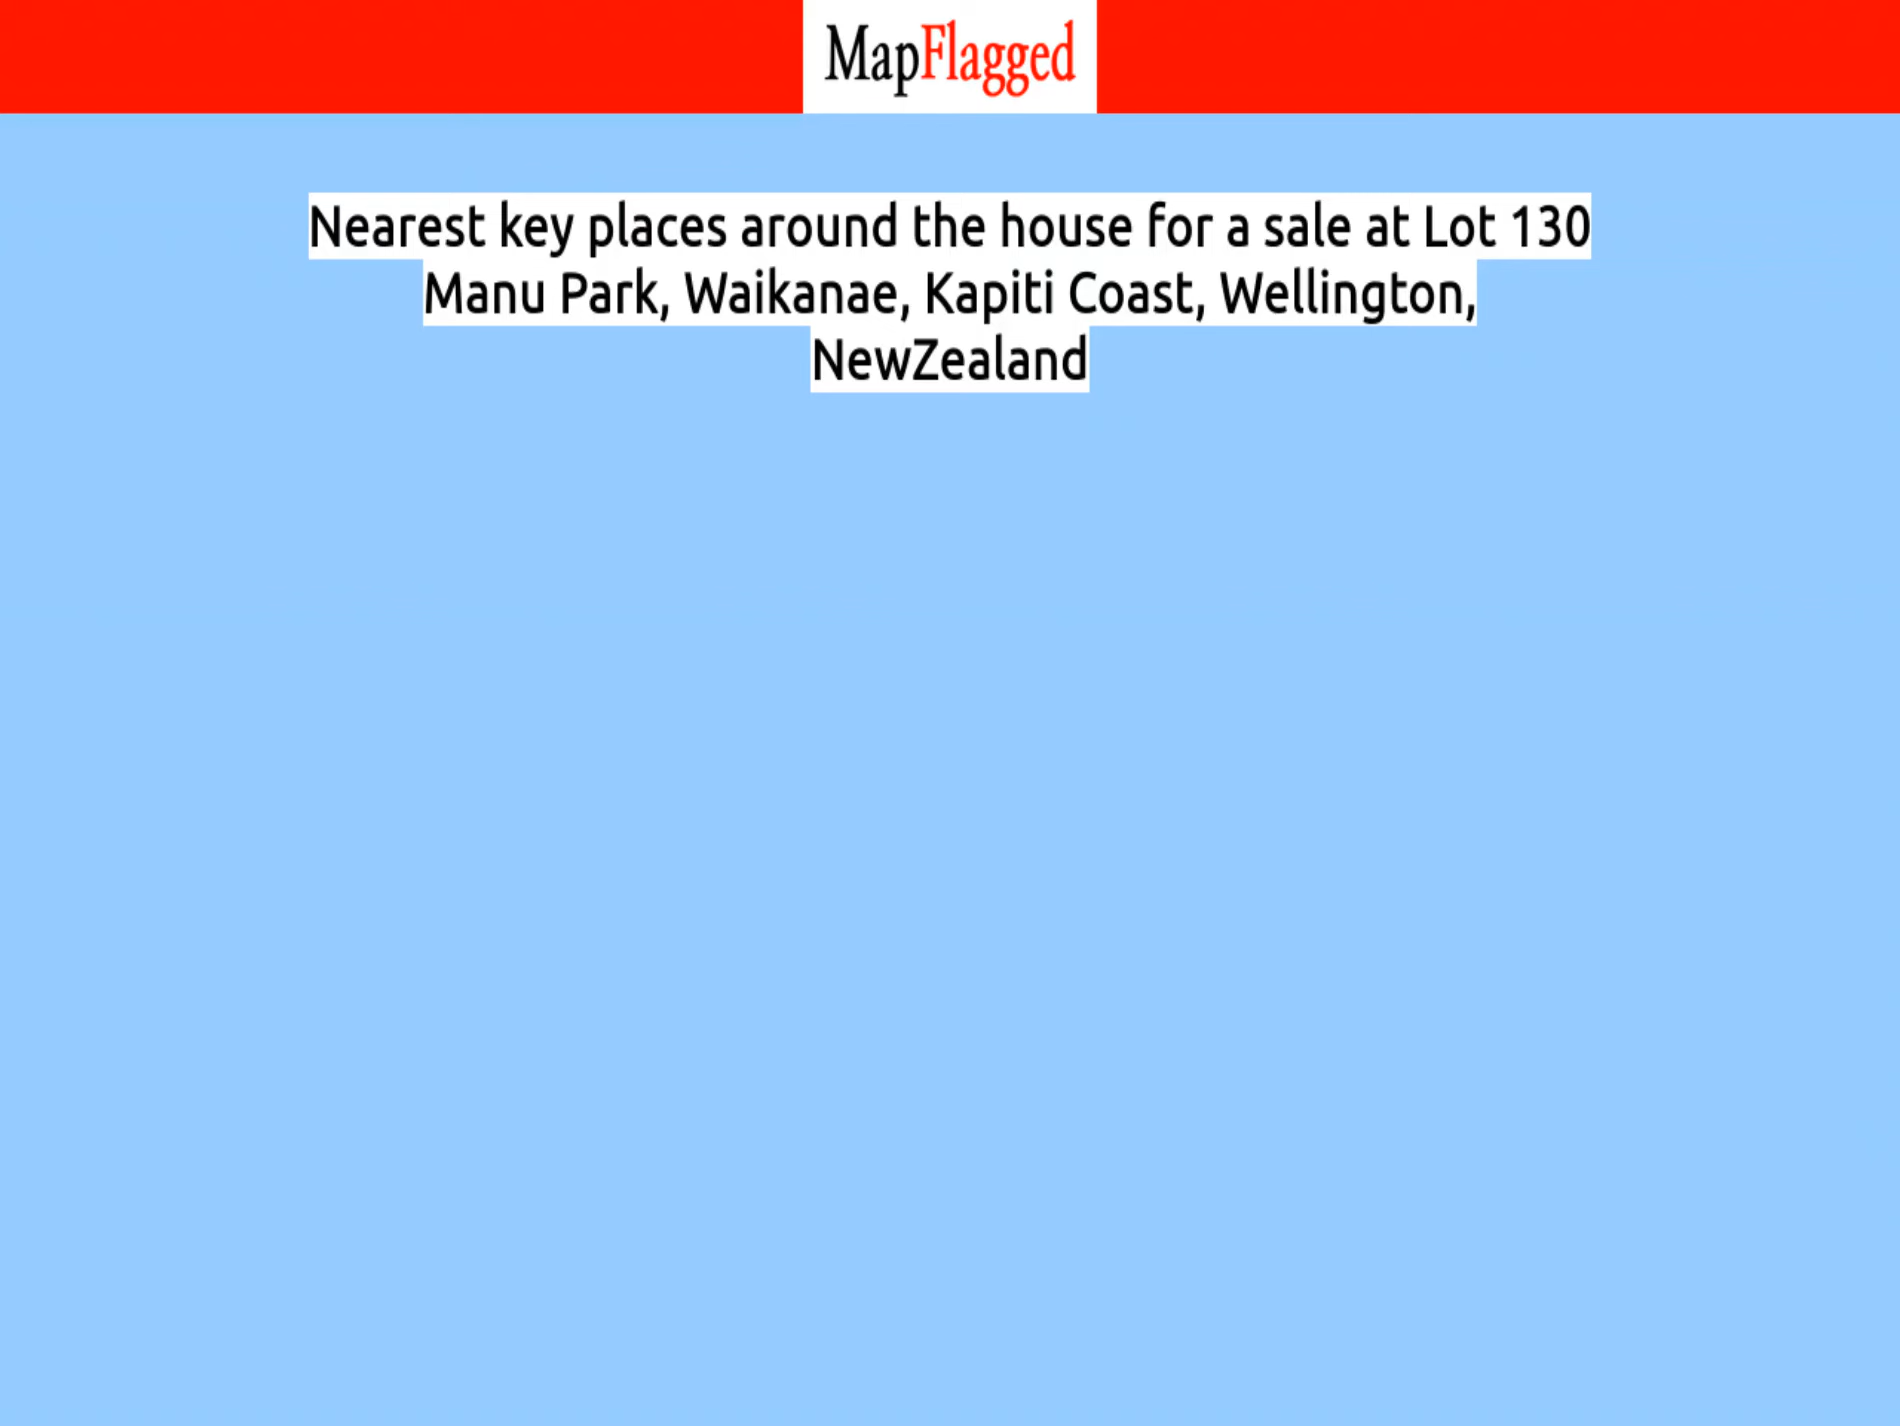 MapFlagged
Nearest key places around the house for a sale at Lot 130
Manu Park, Waikanae, Kapiti Coast, Wellington,
NewZealand